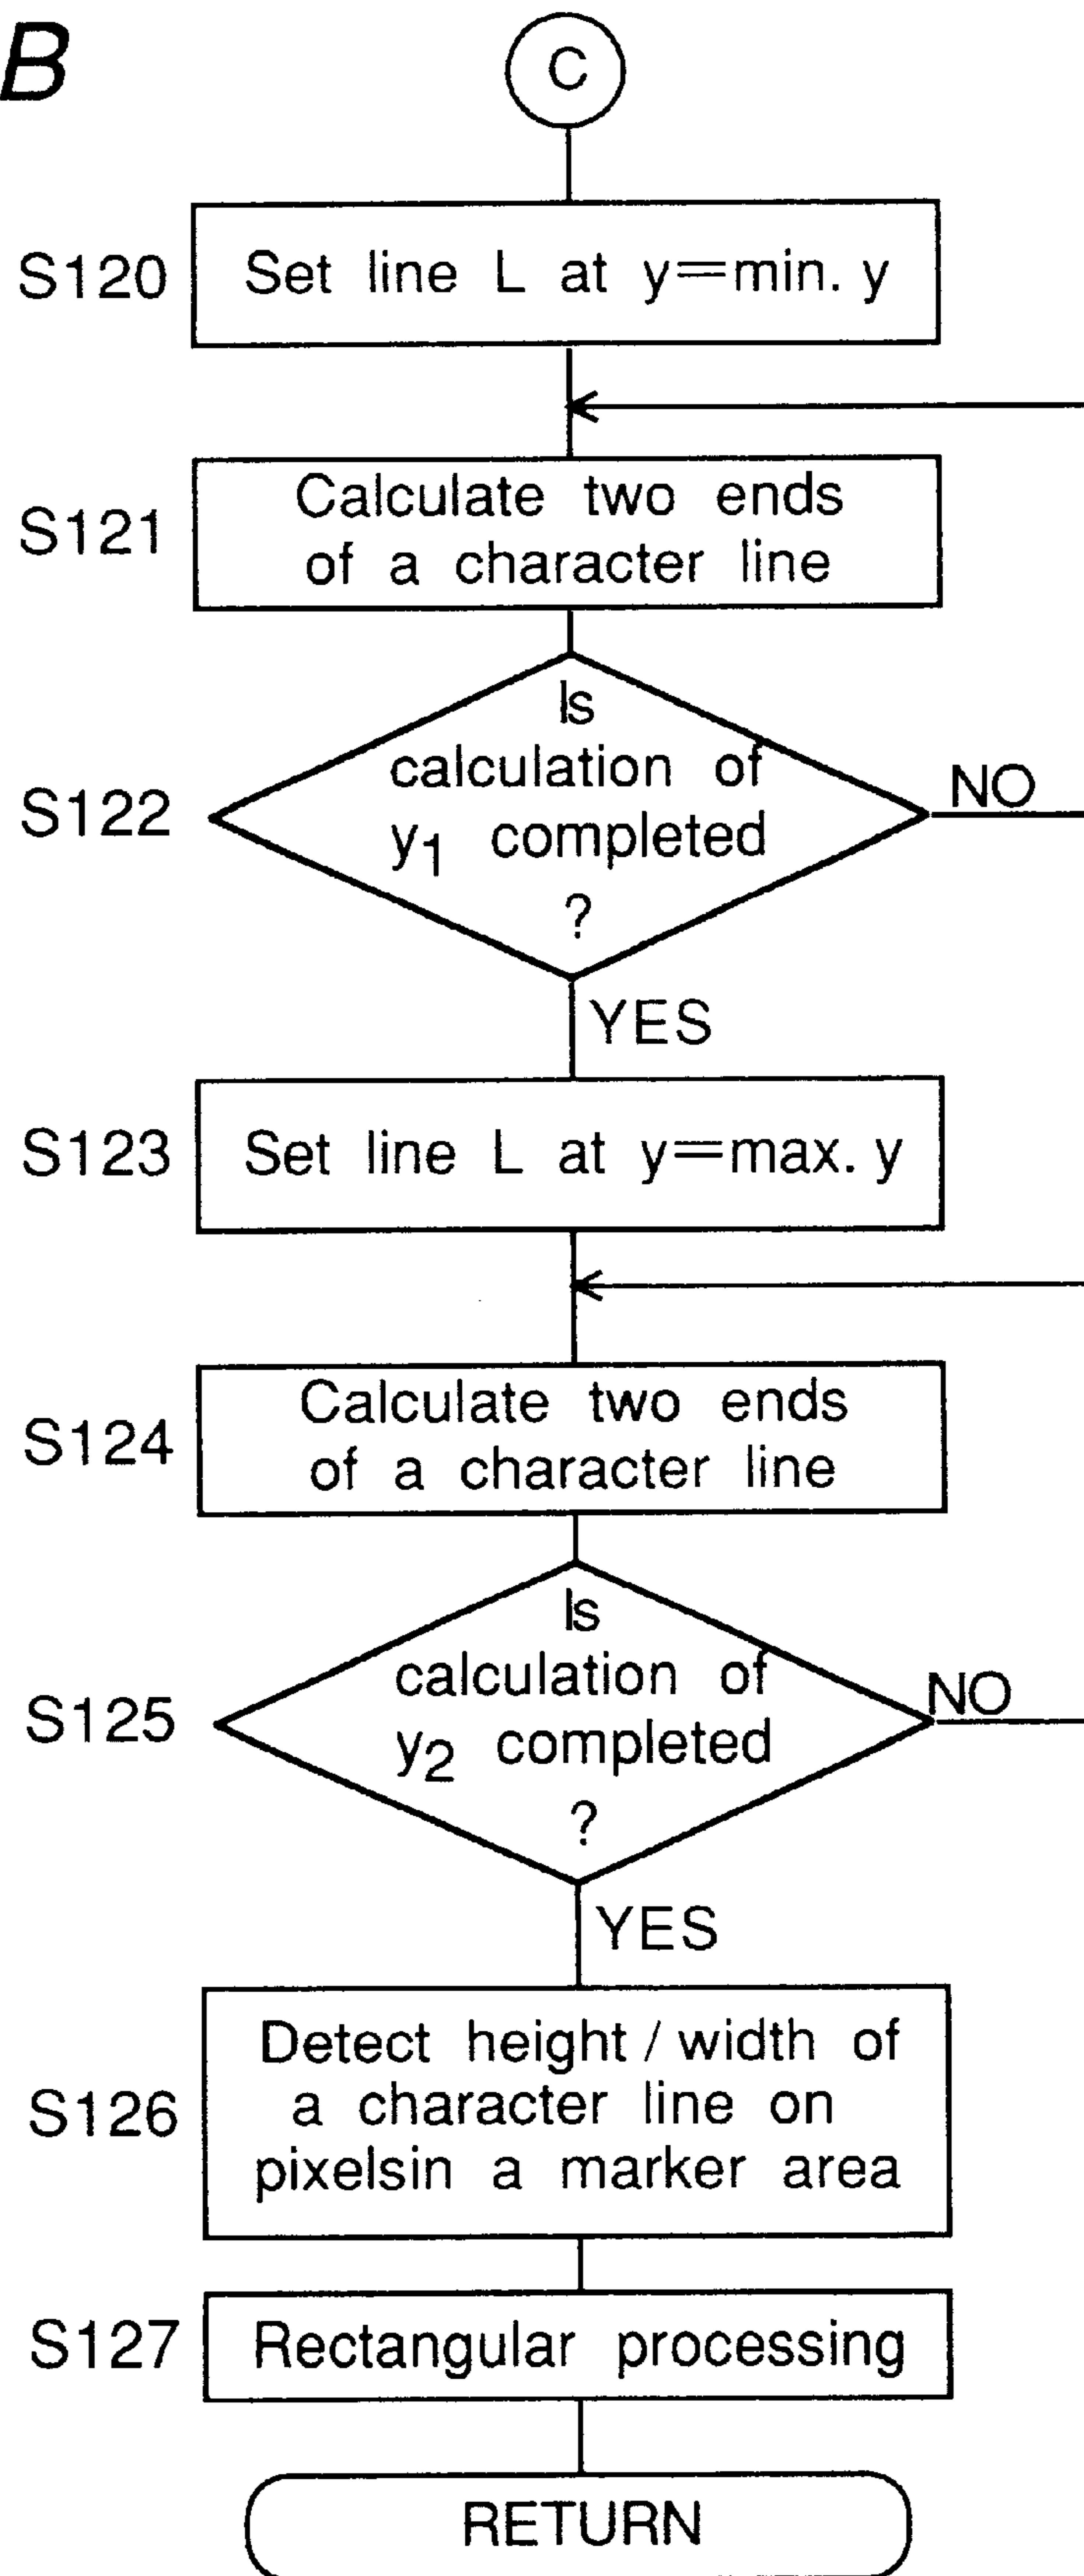 B
C
S120
Set line L at y=min. y
S121
Calculate two ends
of a character line
S122
Is
calculation of
y1 completed
?
NO
YES
S123
Set line L at y=max. y
S124
Calculate two ends
of a character line
S125
Is
calculation of
y2 completed
?
NO
YES
S126
Detect height / width of
a character line on
pixelsin a marker area
S127
Rectangular processing
RETURN